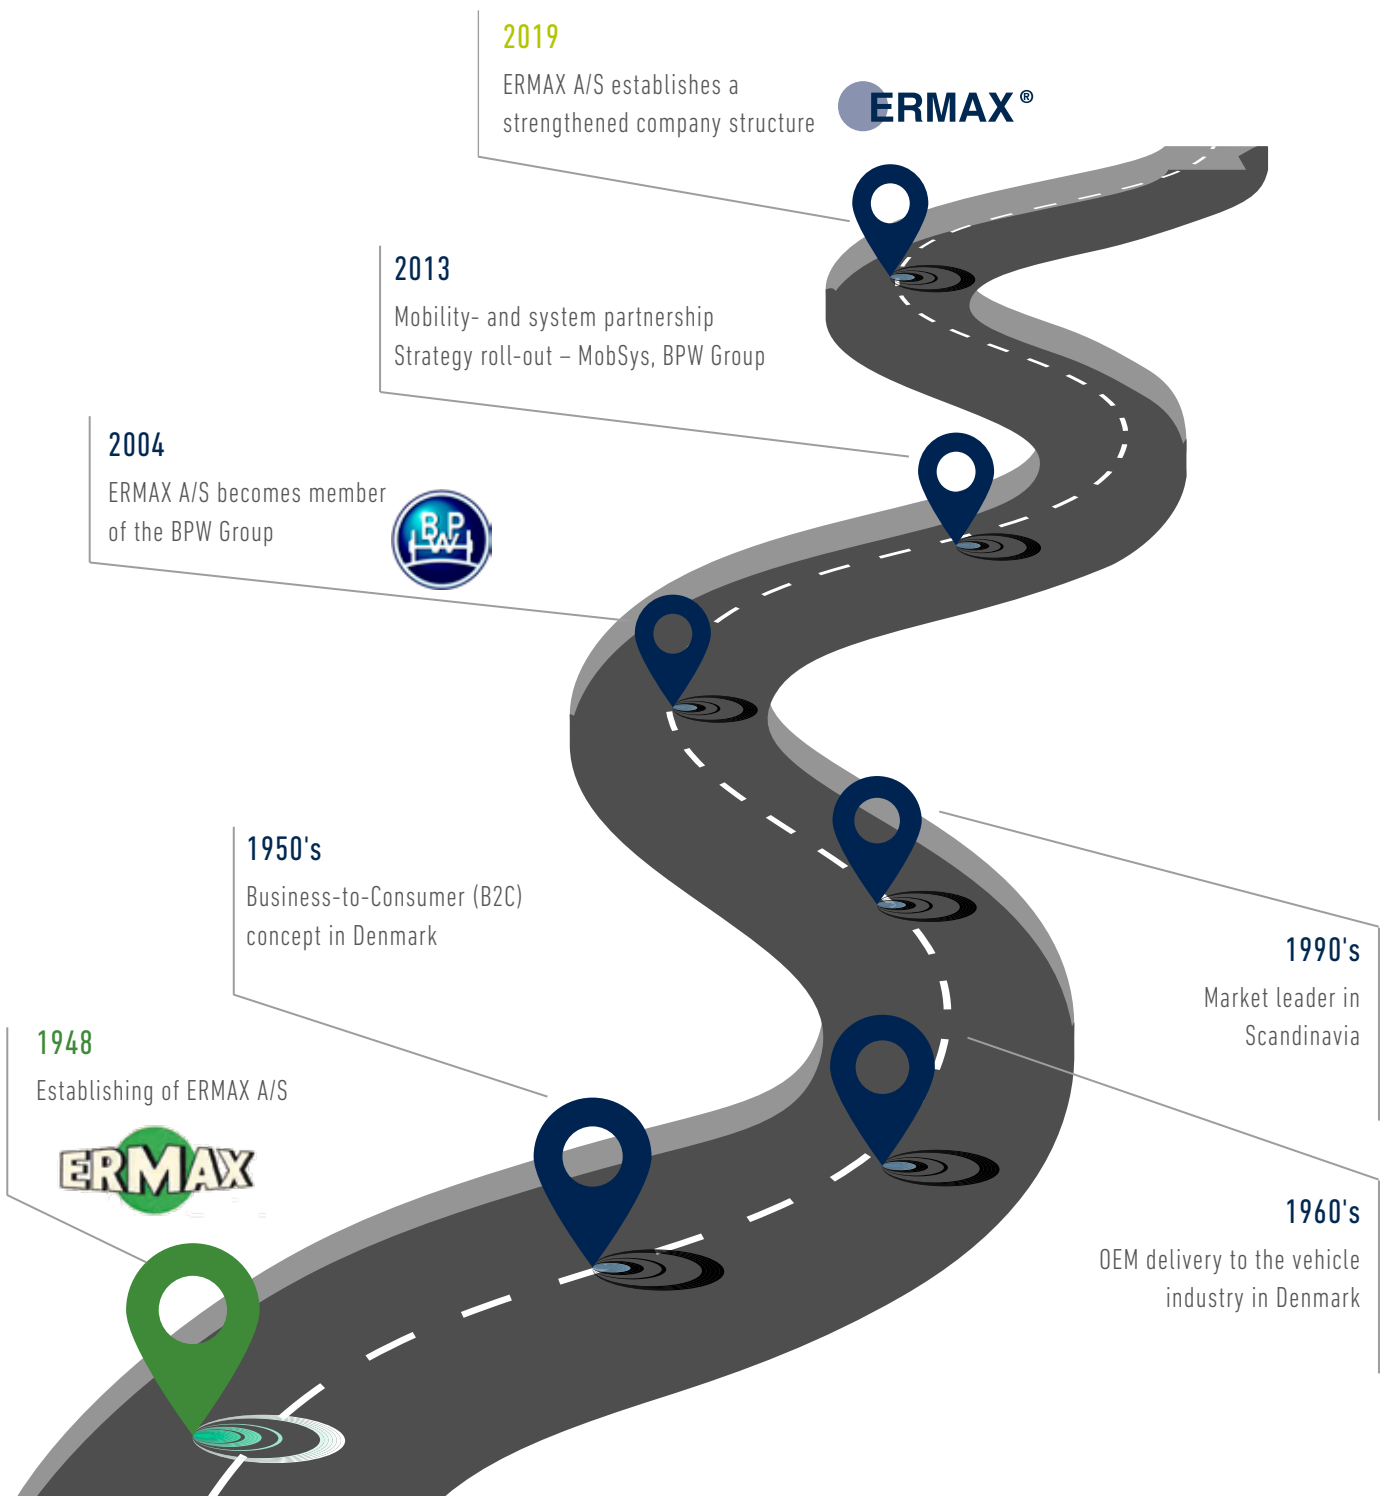 2019
ERMAX A/S establishes a
strengthened company structure
ERMAX®
2013
Mobility- and system partnership
Strategy roll-out – MobSys, BPW Group
2004
ERMAX A/S becomes member
of the BPW Group
BPW
1950's
Business-to-Consumer (B2C)
concept in Denmark
1990's
Market leader in
Scandinavia
1948
Establishing of ERMAX A/S
ERMAX
1960's
OEM delivery to the vehicle
industry in Denmark